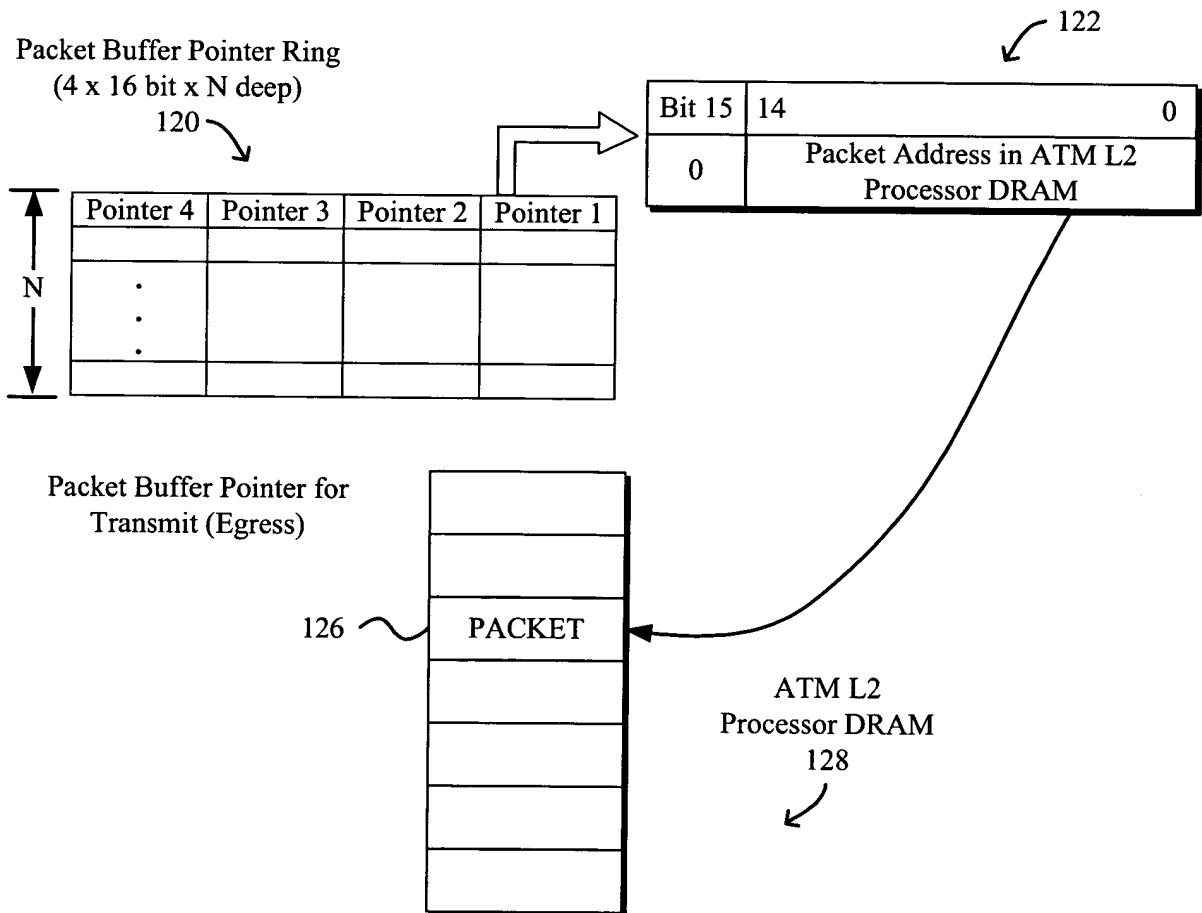 Packet Buffer Pointer Ring
(4 x 16 bit x N deep)
120
122
Bit 15 14 0
0 Packet Address in ATM L2
Processor DRAM
Pointer 4 Pointer 3 Pointer 2 Pointer 1
N
Packet Buffer Pointer for
Transmit (Egress)
126 PACKET
ATM L2
Processor DRAM
128